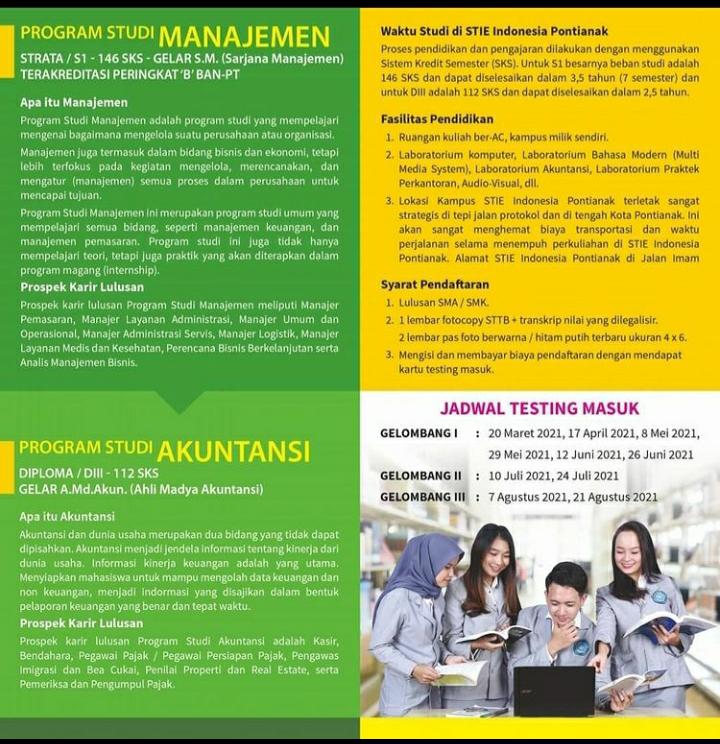 PROGRAM STUDI MANAJEMEN
STRATA / S1 - 146 SKS - GELAR S.M. (Sarjana Manajemen)
TERAKREDITASI PERINGKAT 'B' BAN-PT
Apa itu Manajemen
Program Studi Manajemen adalah program studi yang mempelajari
mengenai bagaimana mengelola suatu perusahaan atau organisasi.
Manajemen juga termasuk dalam bidang bisnis dan ekonomi, tetapi
lebih terfokus pada kegiatan mengelola, merencanakan, dan
mengatur (manajemen) semua proses dalam perusahaan untuk
mencapai tujuan.
Program Studi Manajemen ini merupakan program studi umum yang
mempelajari semua bidang, seperti manajemen keuangan, dan
manajemen pemasaran. Program studi ini juga tidak hanya
mempelajari teori, tetapi juga praktik yang akan diterapkan dalam
program magang (internship).
Prospek Karir Lulusan
Prospek karir lulusan Program Studi Manajemen meliputi Manajer
Pemasaran, Manajer Layanan Administrasi, Manajer Umum dan
Operasional, Manajer Administrasi Servis, Manajer Logistik, Manajer
Layanan Medis dan Kesehatan, Perencana Bisnis Berkelanjutan serta
Analis Manajemen Bisnis.
PROGRAM STUDI AKUNTANSI
DIPLOMA / DIII - 112 SKS
GELAR A.Md.Akun. (Ahli Madya Akuntansi)
Apa itu Akuntansi
Akuntansi dan dunia usaha merupakan dua bidang yang tidak dapat
dipisahkan. Akuntansi menjadi jendela informasi tentang kinerja dari
dunia usaha. Informasi kinerja keuangan adalah yang utama.
Menyiapkan mahasiswa untuk mampu mengolah data keuangan dan
non keuangan, menjadi indormasi yang disajikan dalam bentuk
pelaporan keuangan yang benar dan tepat waktu.
Prospek Karir Lulusan
Prospek karir lulusan Program Studi Akuntansi adalah Kasir,
Bendahara, Pegawai Pajak / Pegawai Persiapan Pajak, Pengawas
Imigrasi dan Bea Cukai, Penilai Properti dan Real Estate, serta
Pemeriksa dan Pengumpul Pajak.
Waktu Studi di STIE Indonesia Pontianak
Proses pendidikan dan pengajaran dilakukan dengan menggunakan
Sistem Kredit Semester (SKS). Untuk S1 besarnya beban studi adalah
146 SKS dan dapat diselesaikan dalam 3,5 tahun (7 semester) dan
untuk DIII adalah 112 SKS dan dapat diselesaikan dalam 2,5 tahun.
Fasilitas Pendidikan
1. Ruangan kuliah ber-AC, kampus milik sendiri.
2. Laboratorium komputer, Laboratorium Bahasa Modern (Multi
Media System), Laboratorium Akuntansi, Laboratorium Praktek
Perkantoran, Audio-Visual, dll.
3. Lokasi Kampus STIE Indonesia Pontianak terletak sangat
strategis di tepi jalan protokol dan di tengah Kota Pontianak. Ini
akan sangat menghemat biaya transportasi dan waktu
perjalanan selama menempuh perkuliahan di STIE Indonesia
Pontianak. Alamat STIE Indonesia Pontianak di Jalan Imam
Syarat Pendaftaran
1. Lulusan SMA / SMK.
2. 1 lembar fotocopy STTB + transkrip nilai yang dilegalisir.
2 lembar pas foto berwarna / hitam putih terbaru ukuran 4 x 6.
3. Mengisi dan membayar biaya pendaftaran dengan mendapat
kartu testing masuk.
JADWAL TESTING MASUK
GELOMBANG I : 20 Maret 2021, 17 April 2021, 8 Mei 2021,
29 Mei 2021, 12 Juni 2021, 26 Juni 2021
GELOMBANG II : 10 Juli 2021, 24 Juli 2021
GELOMBANG III : 7 Agustus 2021, 21 Agustus 2021